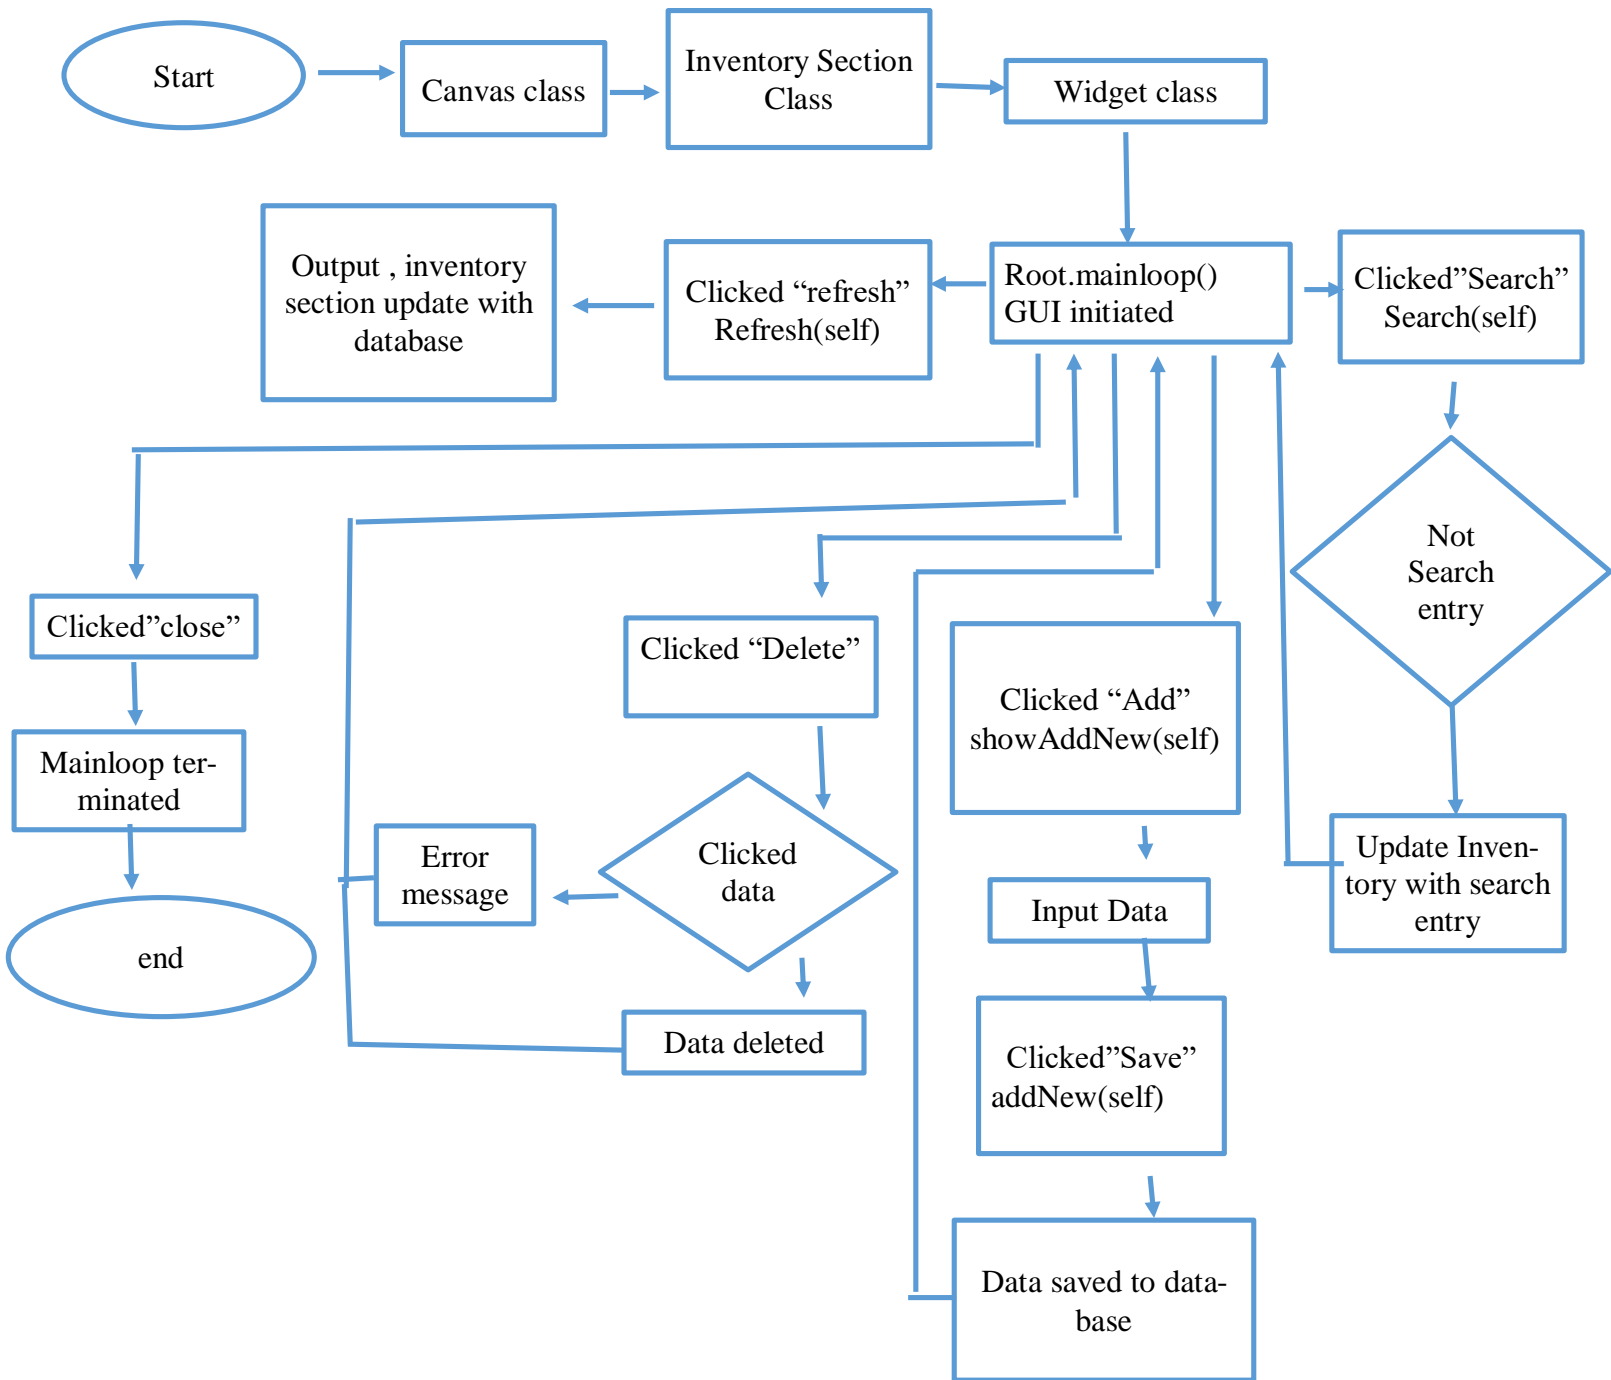 Start
Canvas class
Inventory Section
Class
Widget class
Output , inventory
section update with
database
Clicked “refresh”
Refresh(self)
Root.mainloop()
GUI initiated
Clicked”Search”
Search(self)
Not
Search
entry
Clicked”close”
Clicked “Delete”
Clicked “Add”
showAddNew(self)
Mainloop ter-
minated
Error
message
Clicked
data
Update Inven-
tory with search
entry
Input Data
end
Data deleted
Clicked”Save”
addNew(self)
Data saved to data-
base